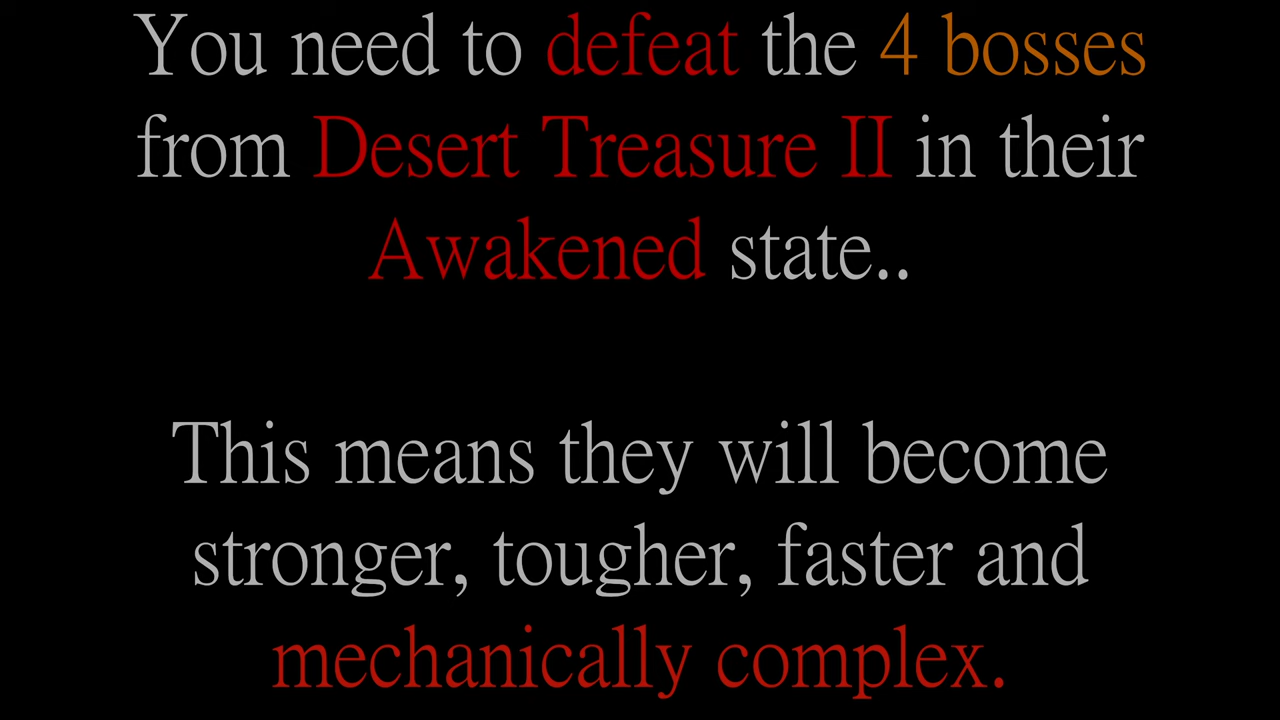 You need to defeat the 4 bosses
from Desert Treasure II in their
Awakened state..
This means they will become
stronger, tougher, faster and
mechanically complex.